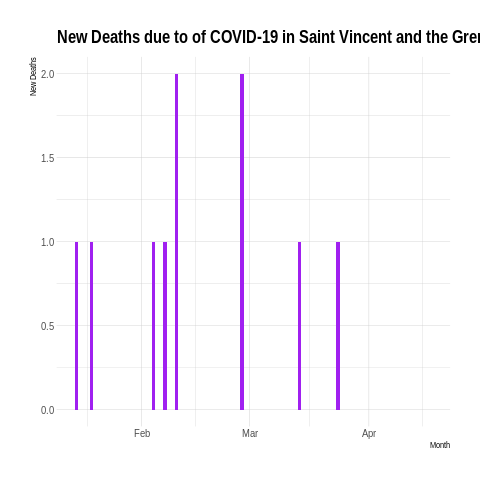 New Deaths due to of COVID-19 in Saint Vincent and the Gren
New Deaths
2.0
1.5
1.0
0.5
0.0
Feb
Mar
Apr
Month